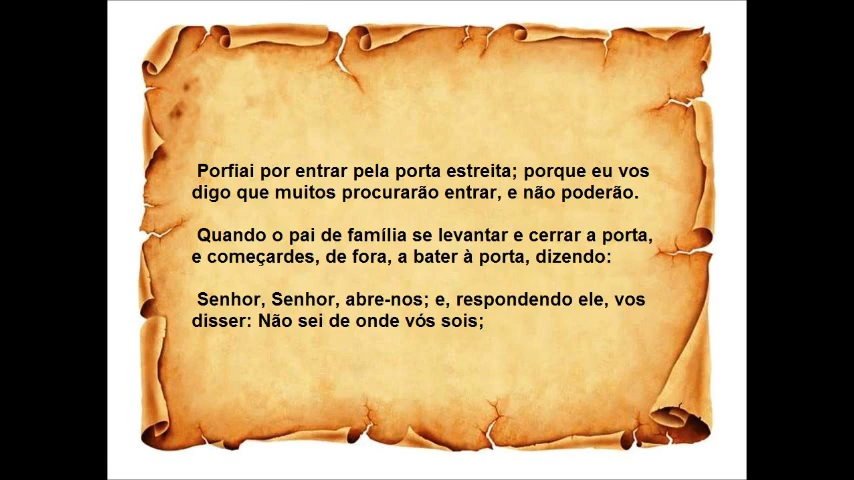 Porfiai por entrar pela porta estreita; porque eu vos
digo que muitos procurarão entrar, e não poderão.
Quando o pai de família se levantar e cerrar a porta,
e começardes, de fora, a bater à porta, dizendo:
Senhor, Senhor, abre-nos; e, respondendo ele, vos
disser: Não sei de onde vós sois;